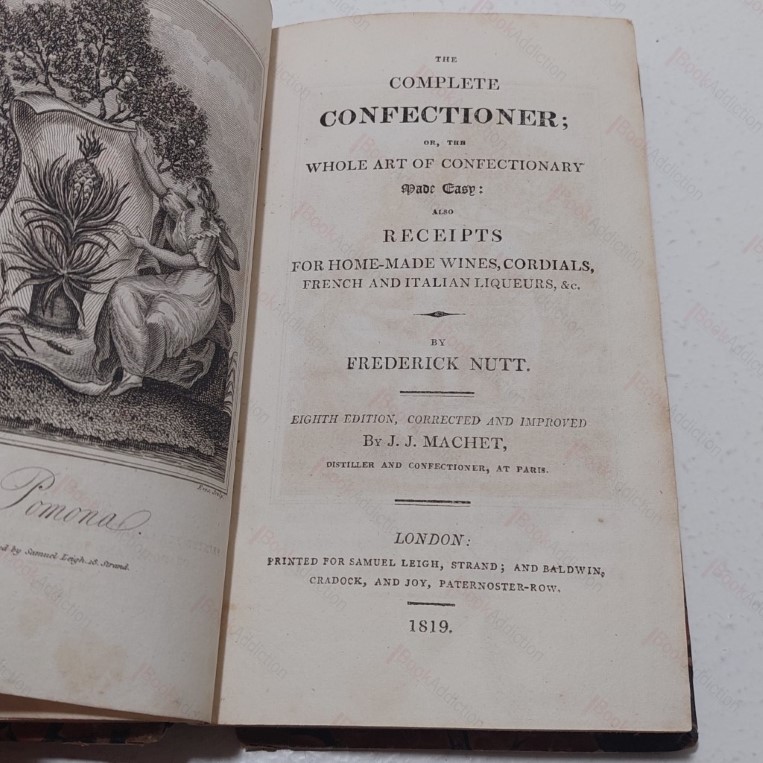 Pomona.
by Samuel Leigh, 18, Strand.
THE
COMPLETE
CONFECTIONER;
OR, THE
WHOLE ART OF CONFECTIONARY
Made Easy:
ALSO
RECEIPTS
FOR HOME-MADE WINES, CORDIALS,
FRENCH AND ITALIAN LIQUEURS, &c.
BY
FREDERICK NUTT.
EIGHTH EDITION, CORRECTED AND IMPROVED
BY J. J. MACHET,
DISTILLER AND CONFECTIONER, AT PARIS.
LONDON:
PRINTED FOR SAMUEL LEIGH, STRAND; AND BALDWIN,
CRADOCK, AND JOY, PATERNOSTER-ROW.
1819.
BookAddiction